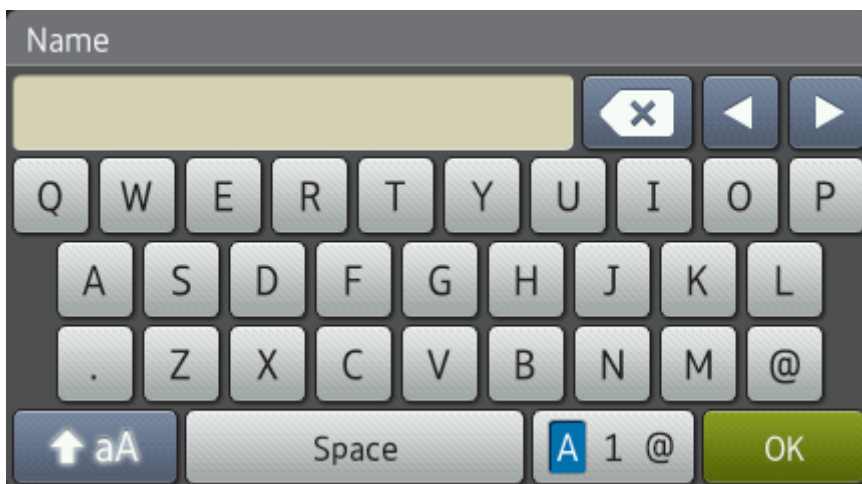 Name
Q W E R T Y U I O P
A S D F G H J K L
. Z X C V B N M @
aA Space A 1 @ OK